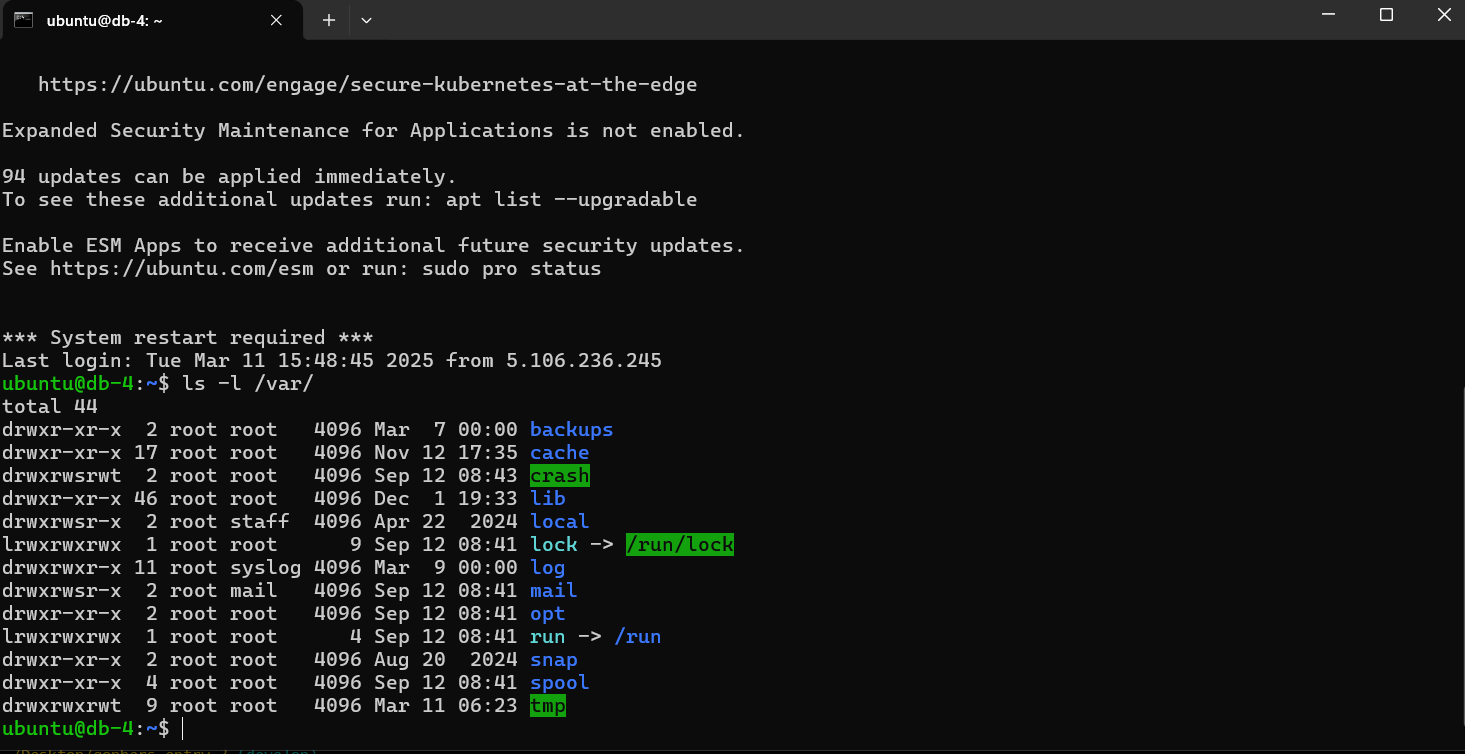 ubuntu@db-4: ~
https://ubuntu.com/engage/secure-kubernetes-at-the-edge
Expanded Security Maintenance for Applications is not enabled.
94 updates can be applied immediately.
To see these additional updates run: apt list --upgradable
Enable ESM Apps to receive additional future security updates.
See https://ubuntu.com/esm or run: sudo pro status
*** System restart required ***
Last login: Tue Mar 11 15:48:45 2025 from 5.106.236.245
ubuntu@db-4:~$ ls -l /var/
total 44
drwxr-xr-x  2 root root   4096 Mar  7 00:00 backups
drwxr-xr-x 17 root root   4096 Nov 12 17:35 cache
drwxrwsrwt  2 root root   4096 Sep 12 08:43 crash
drwxr-xr-x 46 root root   4096 Dec  1 19:33 lib
drwxrwsr-x  2 root staff  4096 Apr 22  2024 local
lrwxrwxrwx  1 root root      9 Sep 12 08:41 lock -> /run/lock
drwxrwxr-x 11 root syslog 4096 Mar  9 00:00 log
drwxrwsr-x  2 root mail   4096 Sep 12 08:41 mail
drwxr-xr-x  2 root root   4096 Sep 12 08:41 opt
lrwxrwxrwx  1 root root      4 Sep 12 08:41 run -> /run
drwxr-xr-x  2 root root   4096 Aug 20  2024 snap
drwxr-xr-x  4 root root   4096 Sep 12 08:41 spool
drwxrwxrwt  9 root root   4096 Mar 11 06:23 tmp
ubuntu@db-4:~$